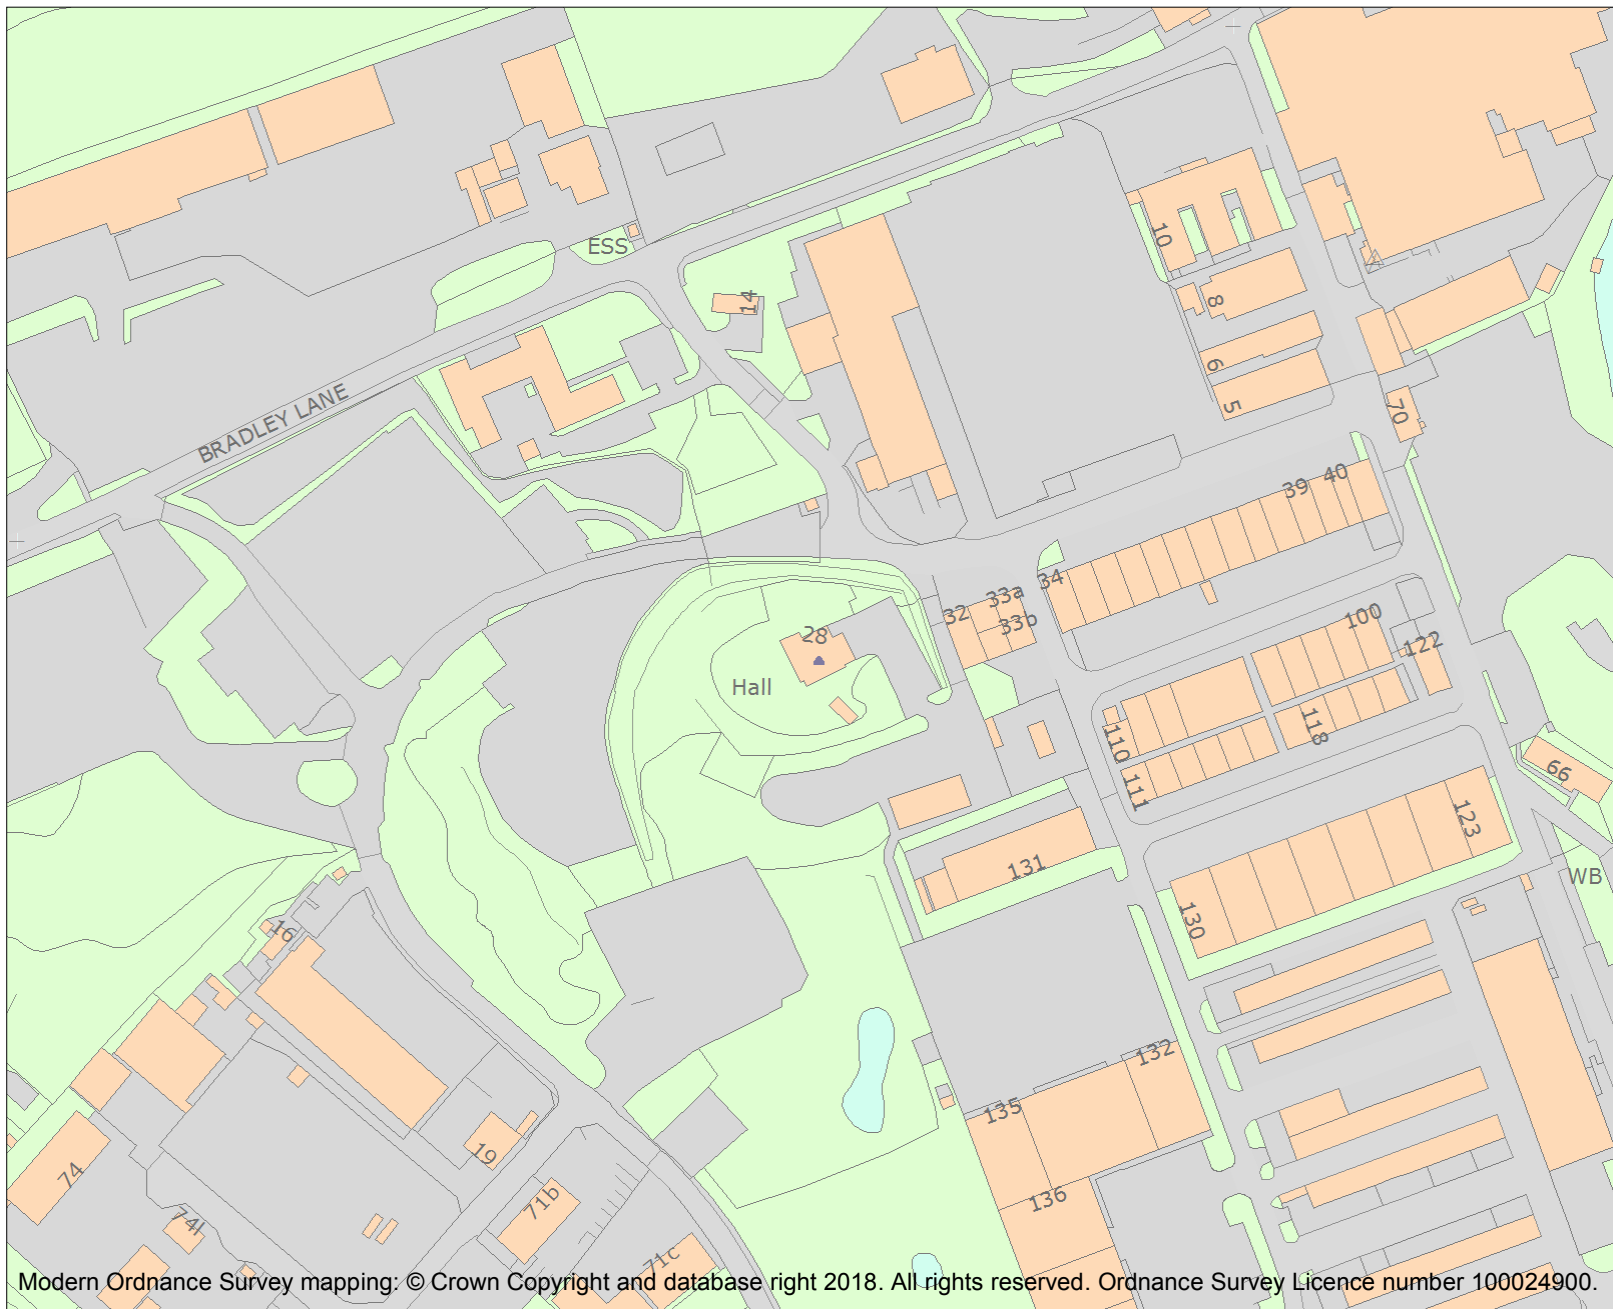 ESS
10
14
8
6
5
70
BRADLEY LANE
39
40
34
33a
32
33b
28
100
122
Hall
110
118
111
66
123
131
WB
130
16
132
135
19
74
71b
136
74I
71c
Modern Ordnance Survey mapping: © Crown Copyright and database right 2018. All rights reserved. Ordnance Survey Licence number 100024900.